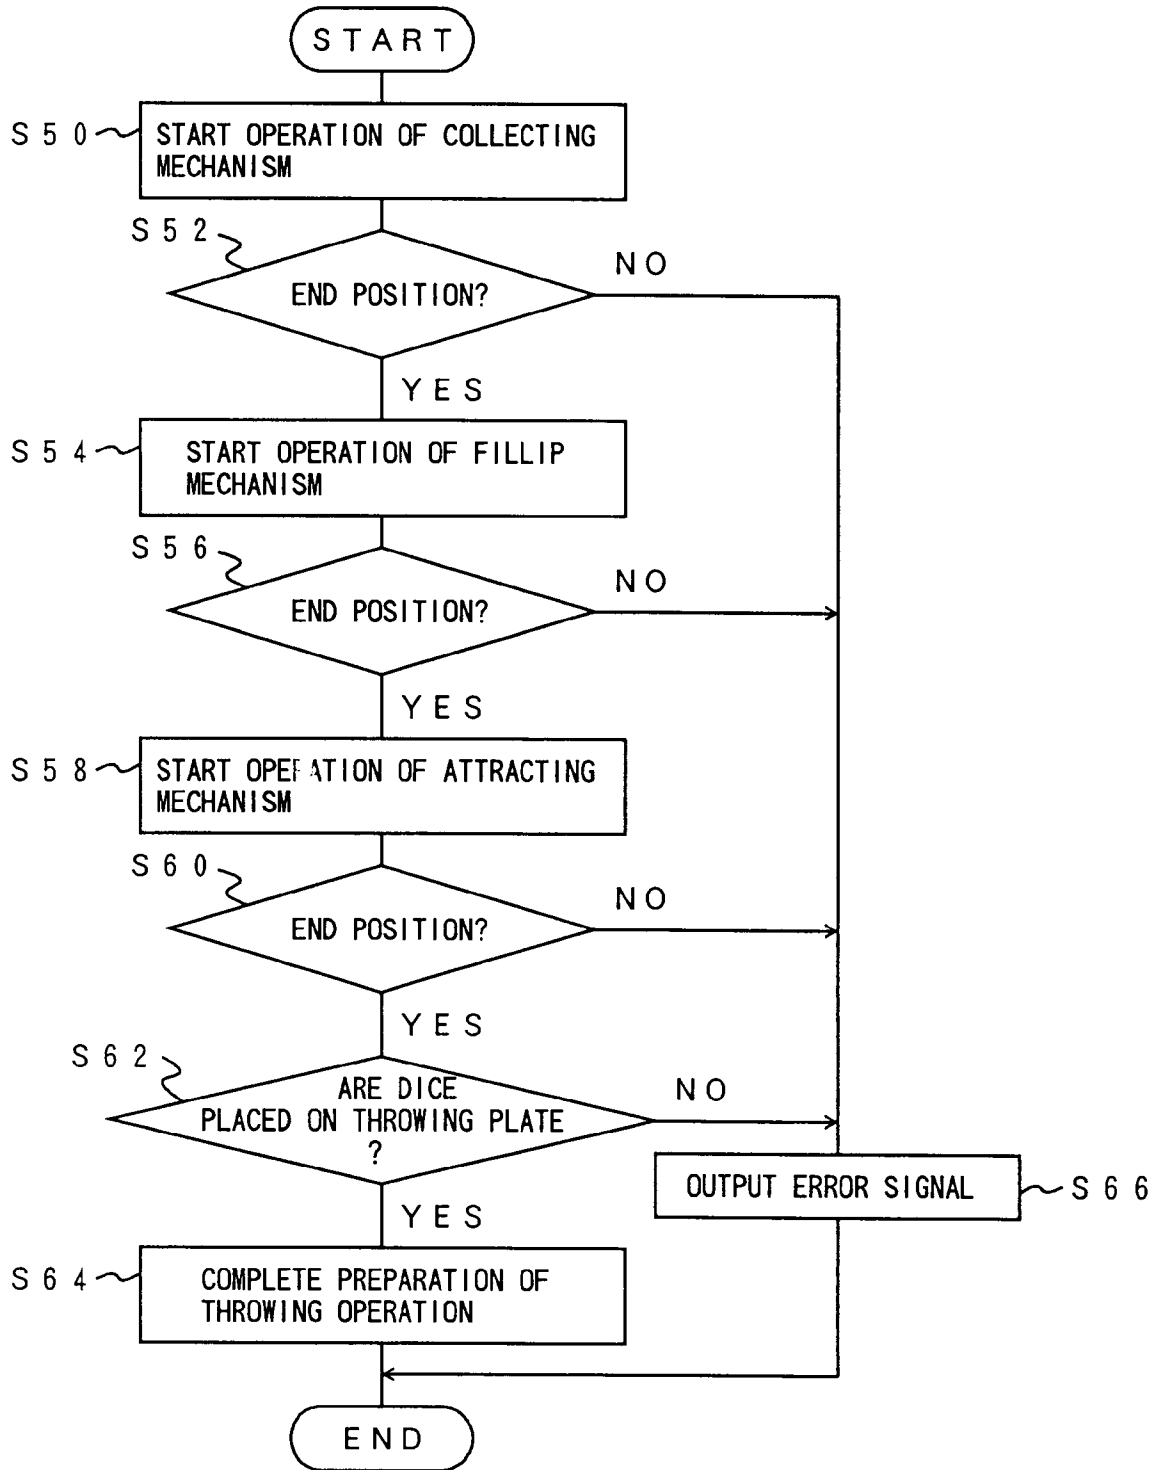 START
S50
START OPERATION OF COLLECTING
MECHANISM
S52
END POSITION?
NO
YES
S54
START OPERATION OF FILLIP
MECHANISM
S56
END POSITION?
NO
YES
S58
START OPERATION OF ATTRACTING
MECHANISM
S60
END POSITION?
NO
YES
S62
ARE DICE
PLACED ON THROWING PLATE
?
NO
YES
OUTPUT ERROR SIGNAL
S66
S64
COMPLETE PREPARATION OF
THROWING OPERATION
END